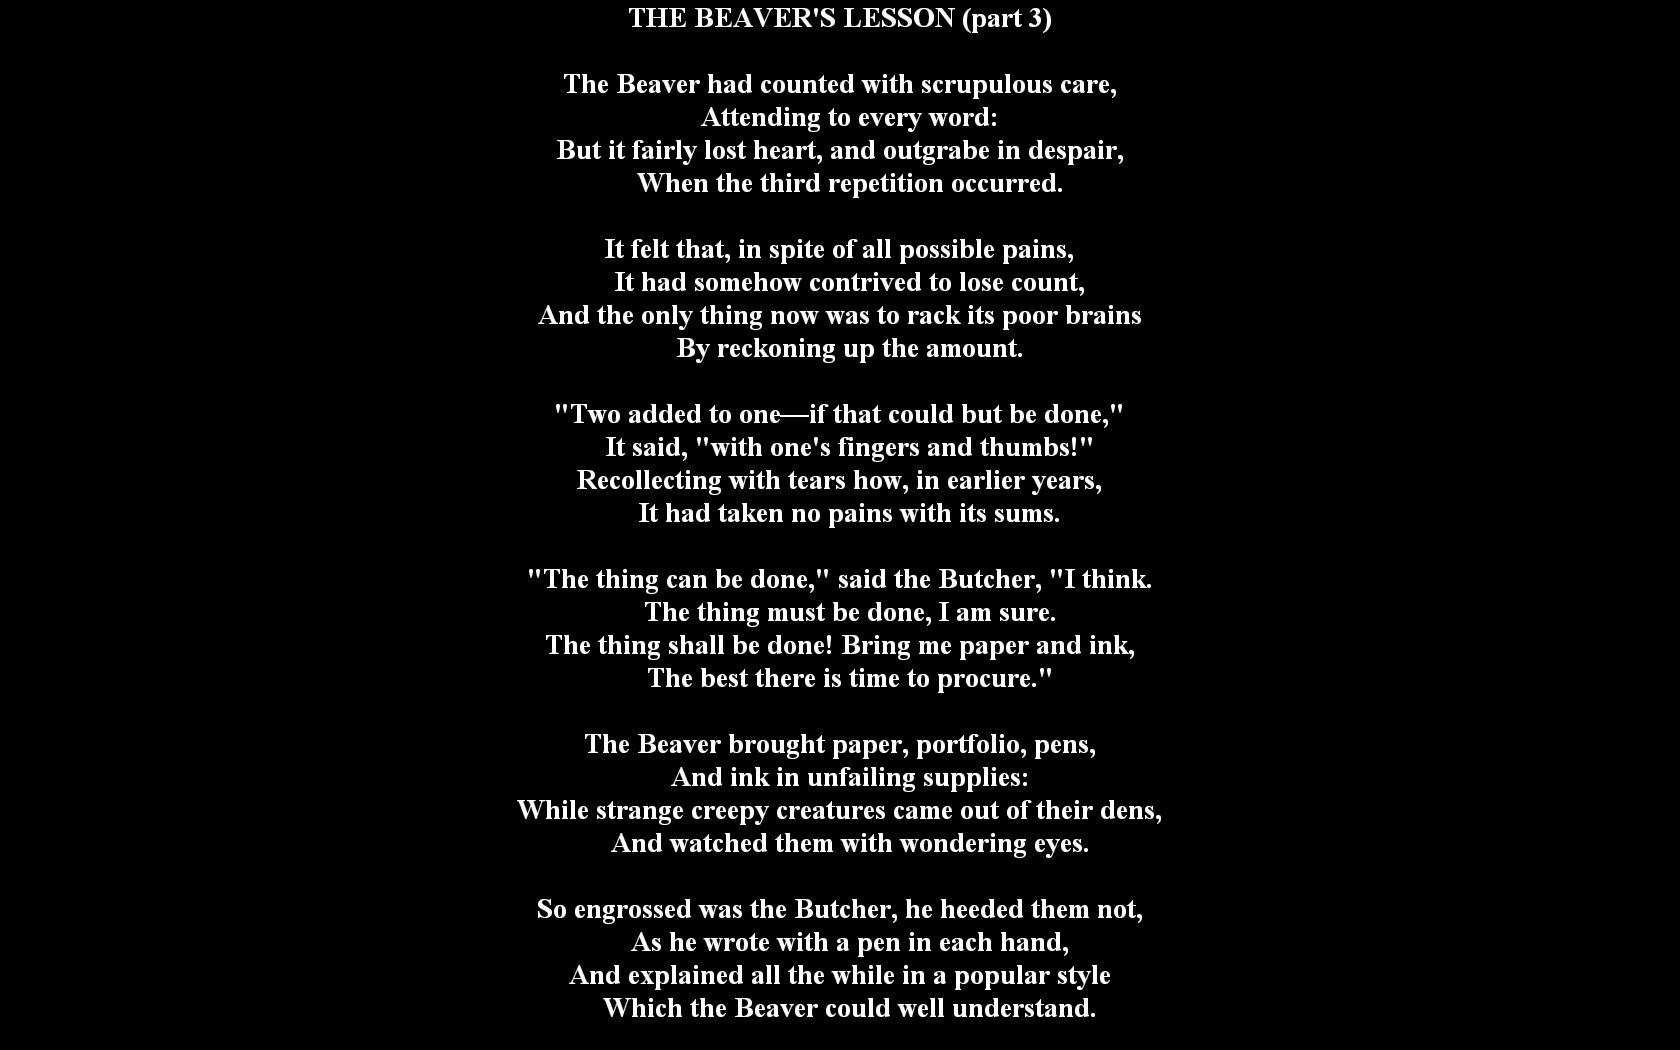 THE BEAVER'S LESSON (part 3)
The Beaver had counted with scrupulous care,
Attending to every word:
But it fairly lost heart, and outgrabe in despair,
When the third repetition occurred.
It felt that, in spite of all possible pains,
It had somehow contrived to lose count,
And the only thing now was to rack its poor brains
By reckoning up the amount.
"Two added to one—if that could but be done,"
It said, "with one's fingers and thumbs!"
Recollecting with tears how, in earlier years,
It had taken no pains with its sums.
"The thing can be done," said the Butcher, "I think.
The thing must be done, I am sure.
The thing shall be done! Bring me paper and ink,
The best there is time to procure."
The Beaver brought paper, portfolio, pens,
And ink in unfailing supplies:
While strange creepy creatures came out of their dens,
And watched them with wondering eyes.
So engrossed was the Butcher, he heeded them not,
As he wrote with a pen in each hand,
And explained all the while in a popular style
Which the Beaver could well understand.